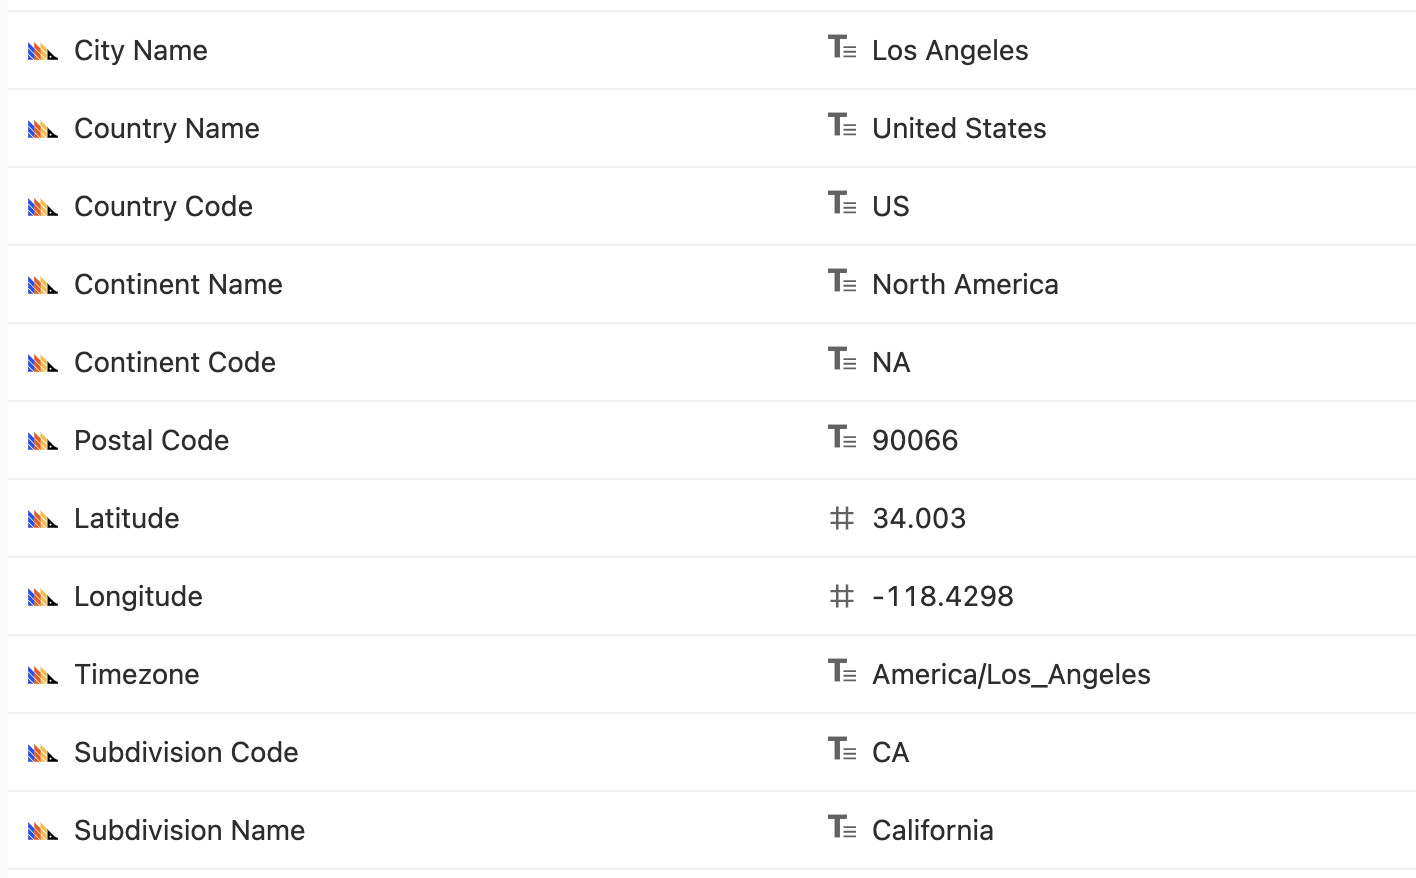 City Name Los Angeles
Country Name United States
Country Code US
Continent Name North America
Continent Code NA
Postal Code 90066
Latitude 34.003
Longitude -118.4298
Timezone America/Los_Angeles
Subdivision Code CA
Subdivision Name California